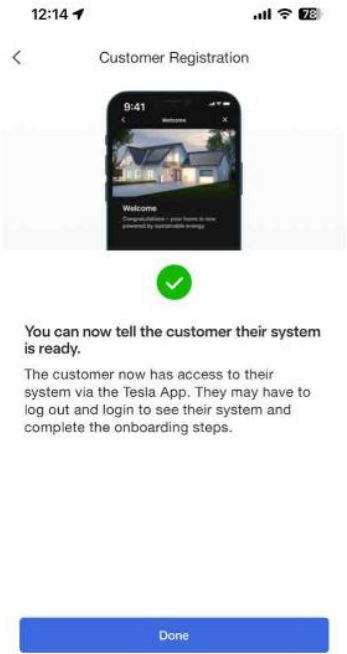 12:14
78
Customer Registration
9:41
Welcome
Welcome
Congratulations - your home is now
powered by sustainable energy.
You can now tell the customer their system
is ready.
The customer now has access to their
system via the Tesla App. They may have to
log out and login to see their system and
complete the onboarding steps.
Done